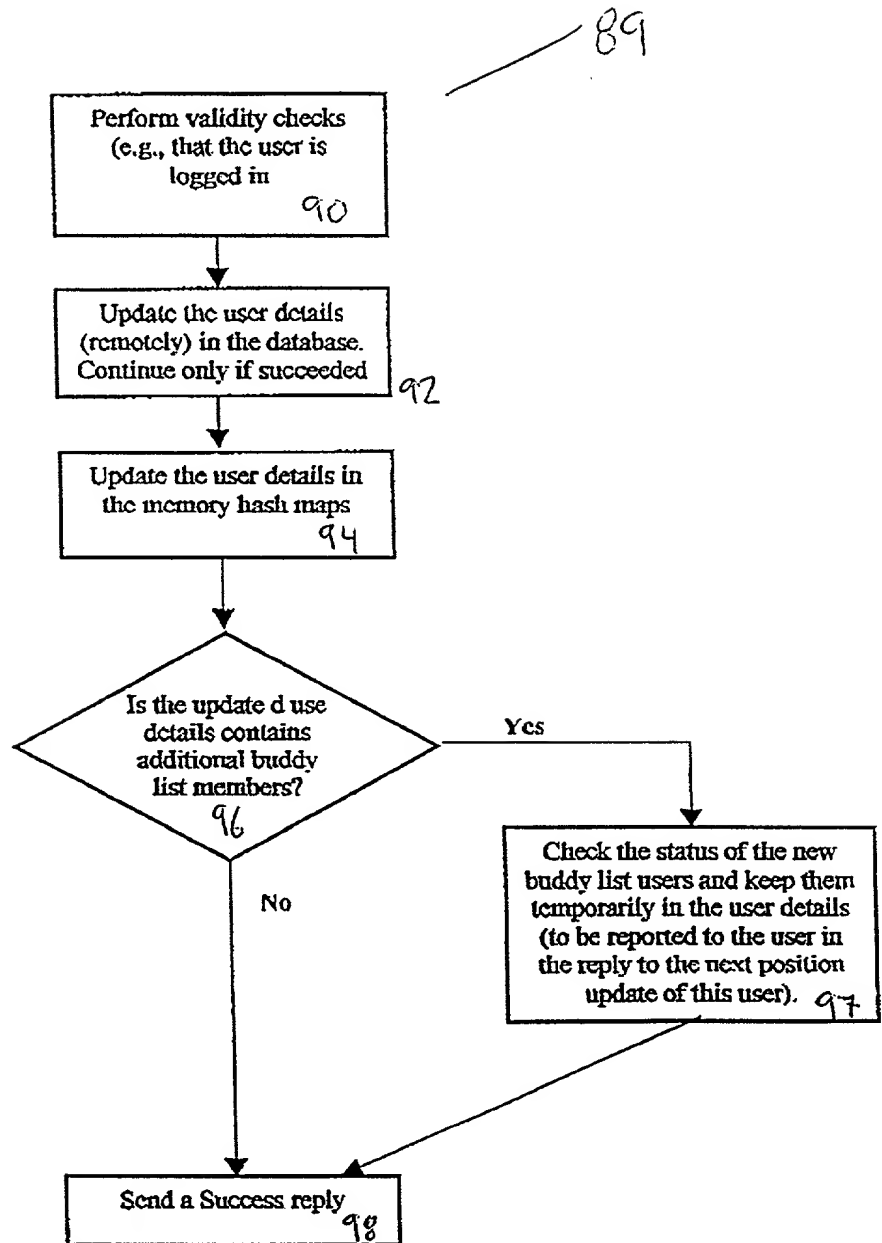 89
Perform validity checks
(e.g., that the user is
logged in
90
Update the user details
(remotely) in the database.
Continue only if succeeded
92
Update the user details in
the memory hash maps
94
Is the update d use
details contains
additional buddy
list members?
96
Yes
No
Check the status of the new
buddy list users and keep them
temporarily in the user details
(to be reported to the user in
the reply to the next position
update of this user).
97
Send a Success reply
98